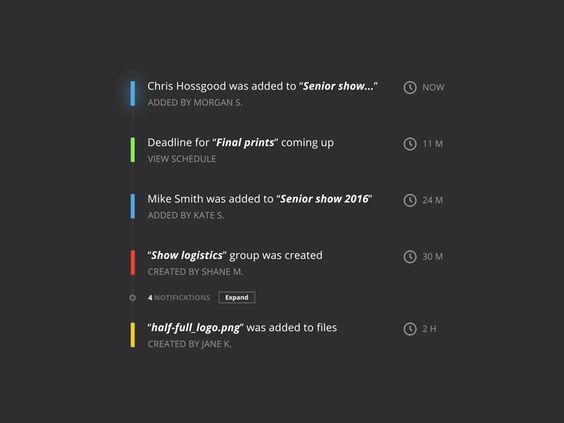 Chris Hossgood was added to “Senior show...” NOW
ADDED BY MORGAN S.
Deadline for “Final prints” coming up 11 M
VIEW SCHEDULE
Mike Smith was added to “Senior show 2016” 24 M
ADDED BY KATE S.
“Show logistics” group was created 30 M
CREATED BY SHANE M.
4 NOTIFICATIONS Expand
“half-full_logo.png” was added to files 2 H
CREATED BY JANE K.